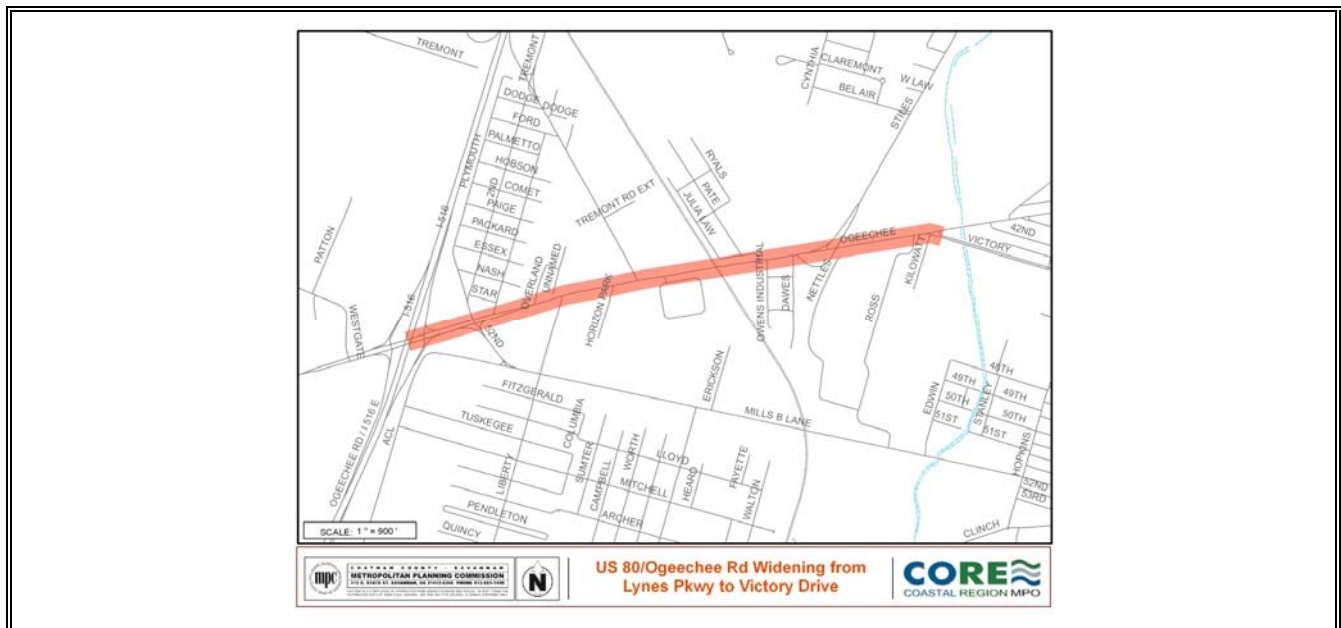 TREMONT
TREMONT
CYNTHIA
CLAREMONT
W LAW
BEL AIR
STILES
DODGE
DODGE
FORD
PLYMOUTH
PALMETTO
HOBSON
2ND
COMET
PAIGE
PACKARD
ESSEX
NASH
STAR
I-516
I-516
PATTON
WESTGATE
RYALS
PATE
JULIA LAW
TREMONT RD EXT
OVERLAND
UNNAMED
HORIZON PARK
52ND
OGEECHEE
42ND
VICTORY
KILOWATT
OWENS INDUSTRIAL
DAWES
NETTLES
ROSS
ERICKSON
FITZGERALD
MILLS B LANE
EDWIN
48TH
49TH
49TH
50TH
50TH
51ST
51ST
STANLEY
HOPKINS
52ND
53RD
CLINCH
TUSKEGEE
COLUMBIA
ACL
OGEECHEE RD / I 516 E
LIBERTY
SUMTER
CAMPBELL
WORTH
LLOYD
MITCHELL
HEARD
FAYETTE
WALTON
ARCHER
PENDLETON
QUINCY
SCALE: 1 " = 900 '
mpc
CHATHAM COUNTY - SAVANNAH
METROPOLITAN PLANNING COMMISSION
N
US 80/Ogeechee Rd Widening from
Lynes Pkwy to Victory Drive
CORE
COASTAL REGION MPO